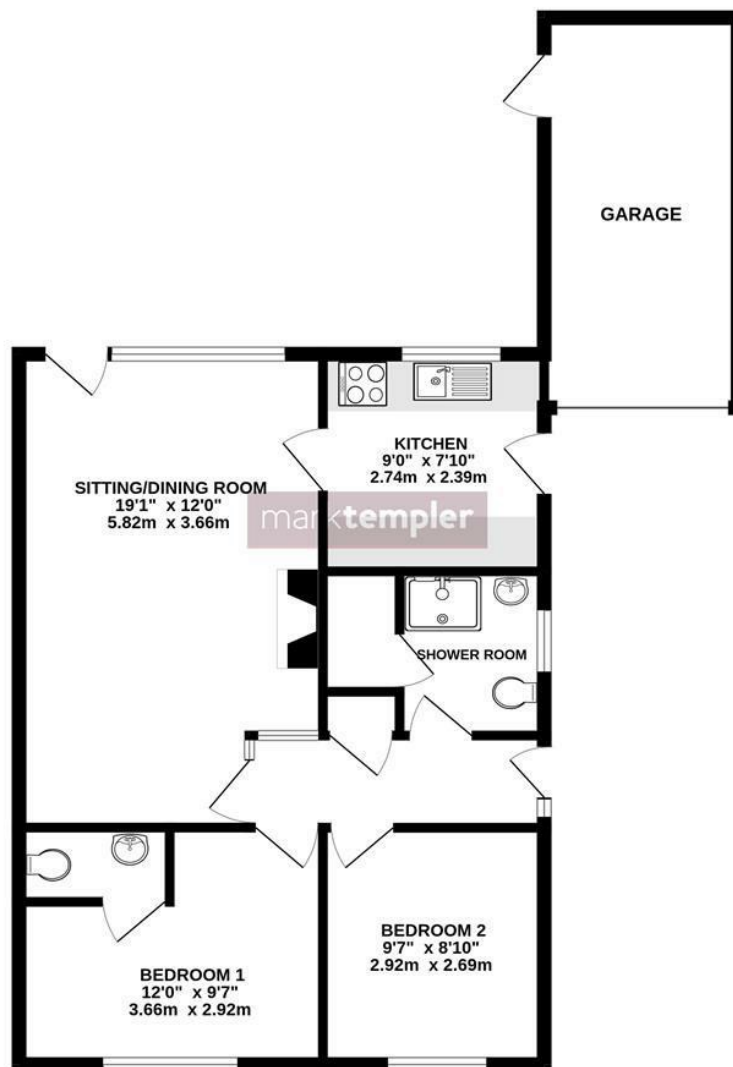 GARAGE
KITCHEN
9'0" x 7'10"
2.74m x 2.39m
SITTING/DINING ROOM
19'1" x 12'0"
5.82m x 3.66m
marktempler
SHOWER ROOM
BEDROOM 2
9'7" x 8'10"
2.92m x 2.69m
BEDROOM 1
12'0" x 9'7"
3.66m x 2.92m